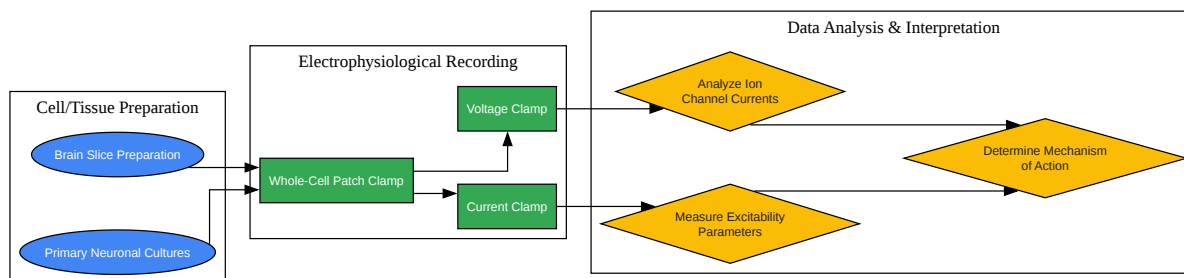 Cell/Tissue Preparation
Brain Slice Preparation
Primary Neuronal Cultures
Electrophysiological Recording
Whole-Cell Patch Clamp
Voltage Clamp
Current Clamp
Data Analysis & Interpretation
Analyze Ion
Channel Currents
Measure Excitability
Parameters
Determine Mechanism
of Action